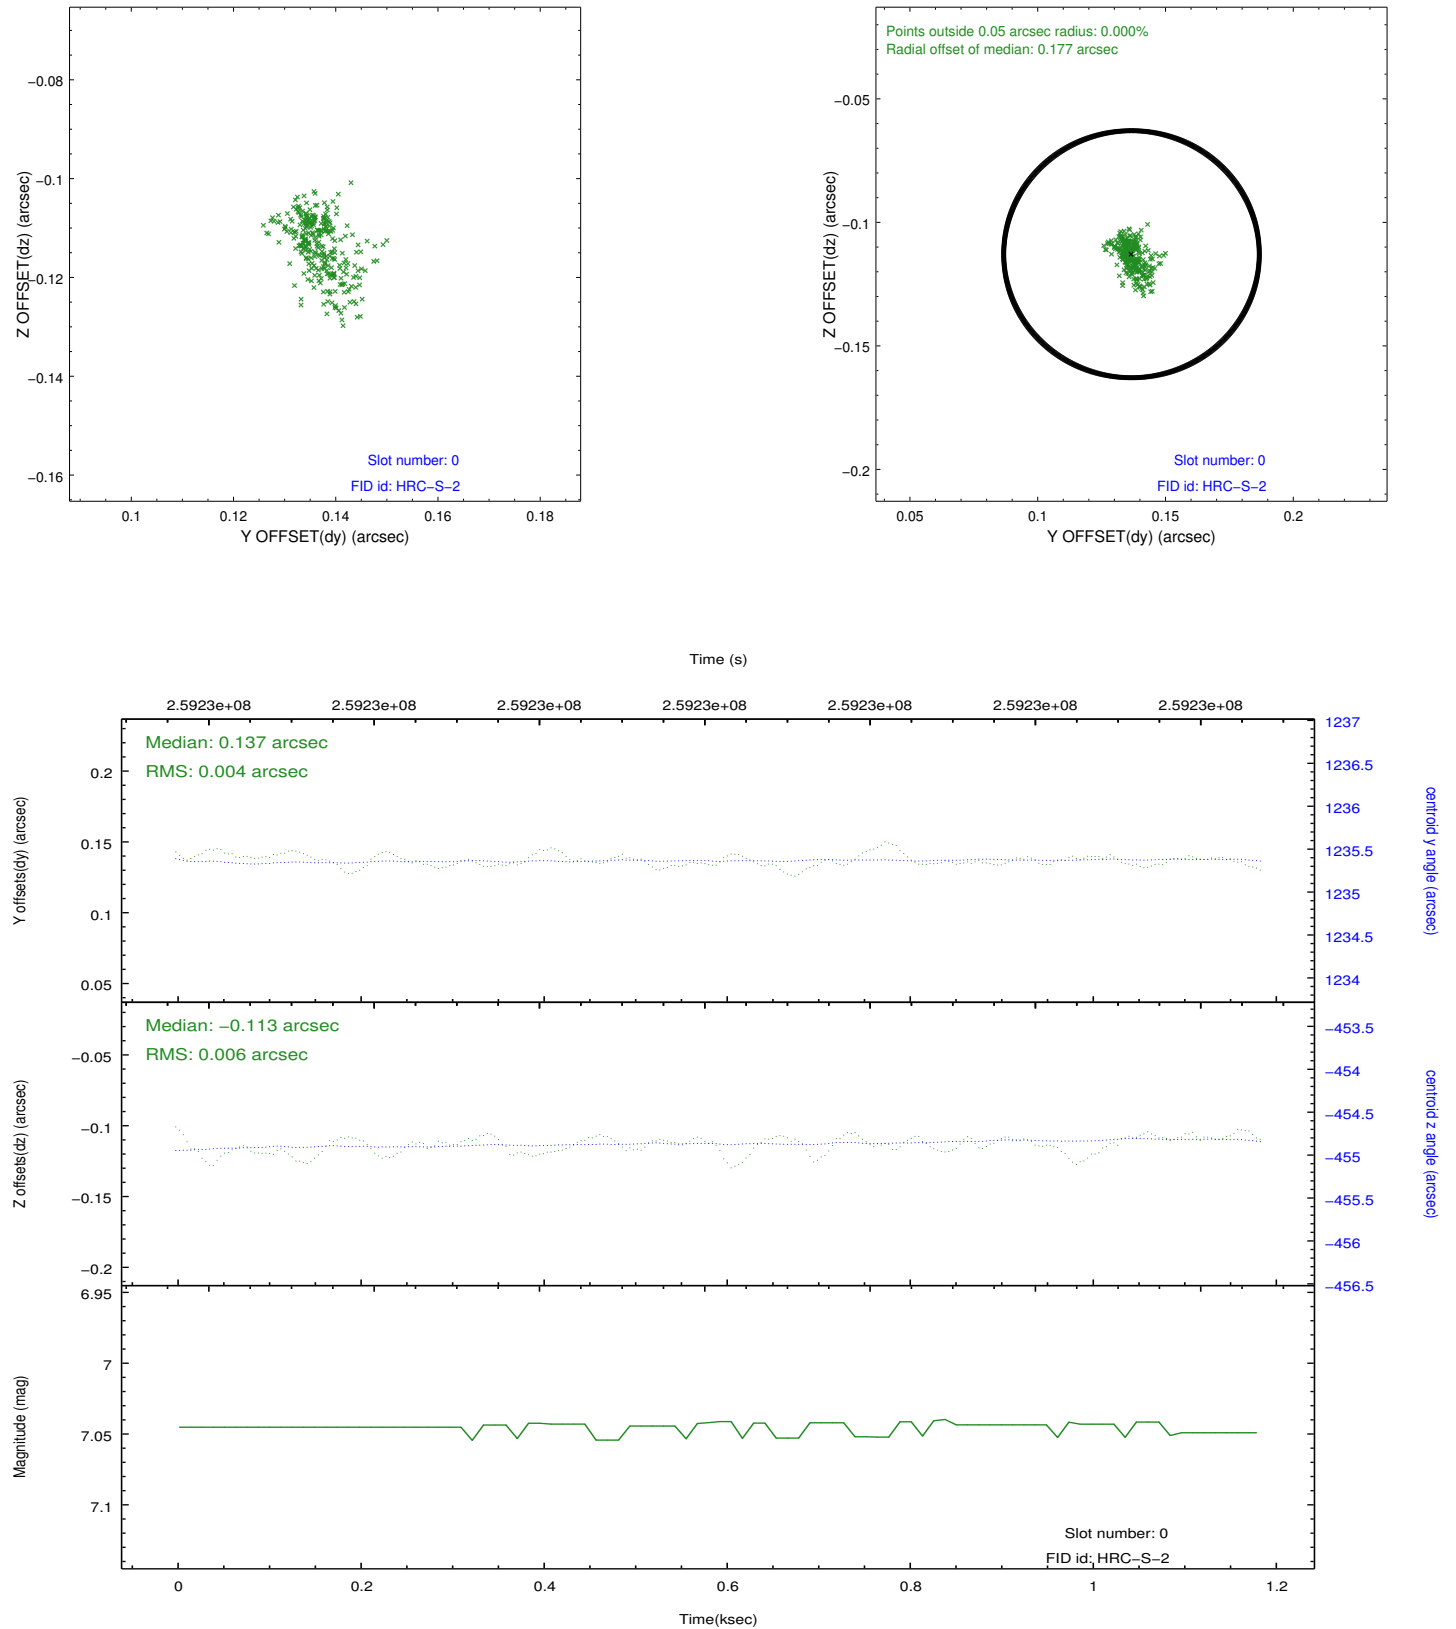 −0.08
−0.1
−0.12
−0.14
−0.16
Z OFFSET(dz) (arcsec)
Slot number: 0
FID id: HRC−S−2
0.1 0.12 0.14 0.16 0.18
Y OFFSET(dy) (arcsec)
Points outside 0.05 arcsec radius: 0.000%
Radial offset of median: 0.177 arcsec
−0.05
−0.1
−0.15
−0.2
Z OFFSET(dz) (arcsec)
Slot number: 0
FID id: HRC−S−2
0.05 0.1 0.15 0.2
Y OFFSET(dy) (arcsec)
Time (s)
2.5923e+08 2.5923e+08 2.5923e+08 2.5923e+08 2.5923e+08 2.5923e+08 2.5923e+08
Median: 0.137 arcsec
RMS: 0.004 arcsec
0.2
0.15
0.1
0.05
Y offsets(dy) (arcsec)
1237
1236.5
1236
1235.5
1235
1234.5
1234
centroid y angle (arcsec)
Median: −0.113 arcsec
RMS: 0.006 arcsec
−0.05
−0.1
−0.15
−0.2
Z offsets(dz) (arcsec)
−453.5
−454
−454.5
−455
−455.5
−456
−456.5
centroid z angle (arcsec)
6.95
7
7.05
7.1
Magnitude (mag)
Slot number: 0
FID id: HRC−S−2
0 0.2 0.4 0.6 0.8 1 1.2
Time(ksec)